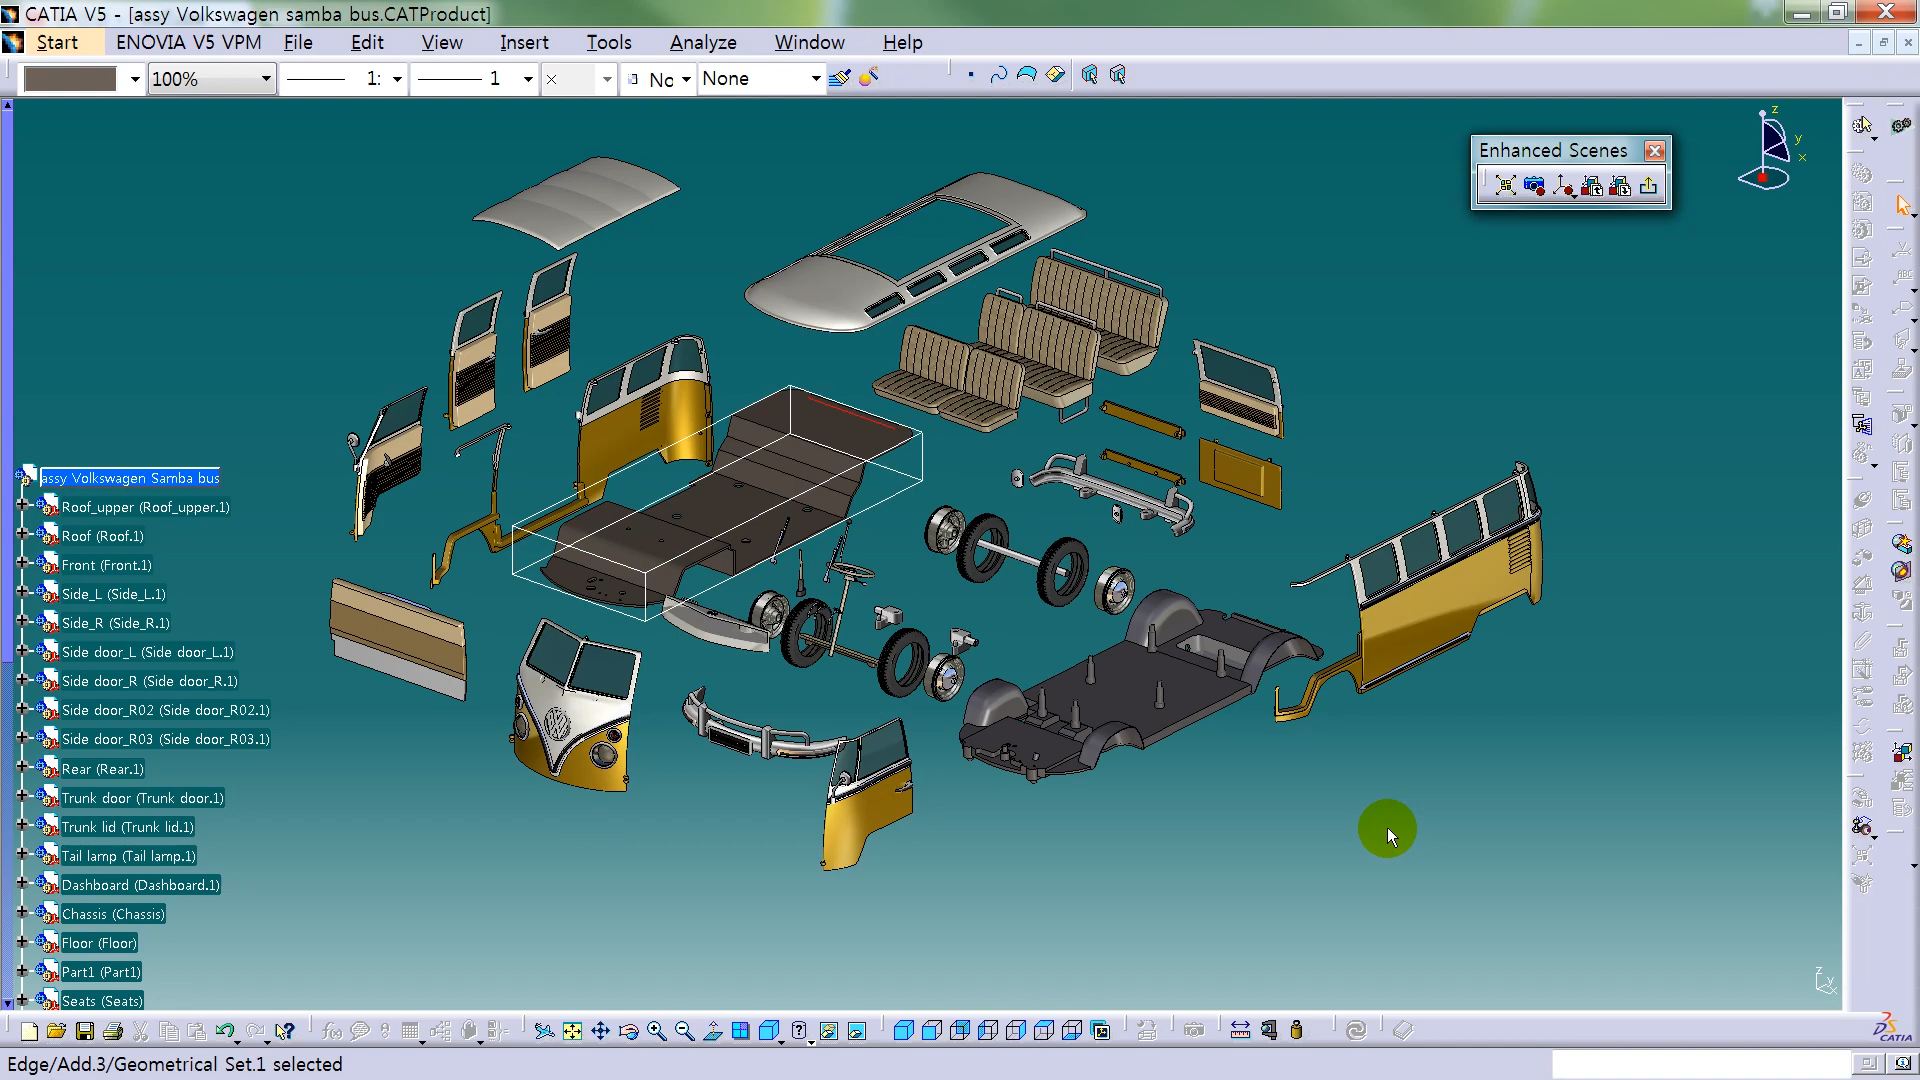 CATIA V5 - [assy Volkswagen samba bus.CATProduct]
Start ENOVIA V5 VPM File Edit View Insert Tools Analyze Window Help
100% 1: 1 Nc None
Enhanced Scenes
z
y
x
assy Volkswagen Samba bus
Roof_upper (Roof_upper.1)
Roof (Roof.1)
Front (Front.1)
Side_L (Side_L.1)
Side_R (Side_R.1)
Side door_L (Side door_L.1)
Side door_R (Side door_R.1)
Side door_R02 (Side door_R02.1)
Side door_R03 (Side door_R03.1)
Rear (Rear.1)
Trunk door (Trunk door.1)
Trunk lid (Trunk lid.1)
Tail lamp (Tail lamp.1)
Dashboard (Dashboard.1)
Chassis (Chassis)
Floor (Floor)
Part1 (Part1)
Seats (Seats)
z
y
x
CATIA
Edge/Add.3/Geometrical Set.1 selected